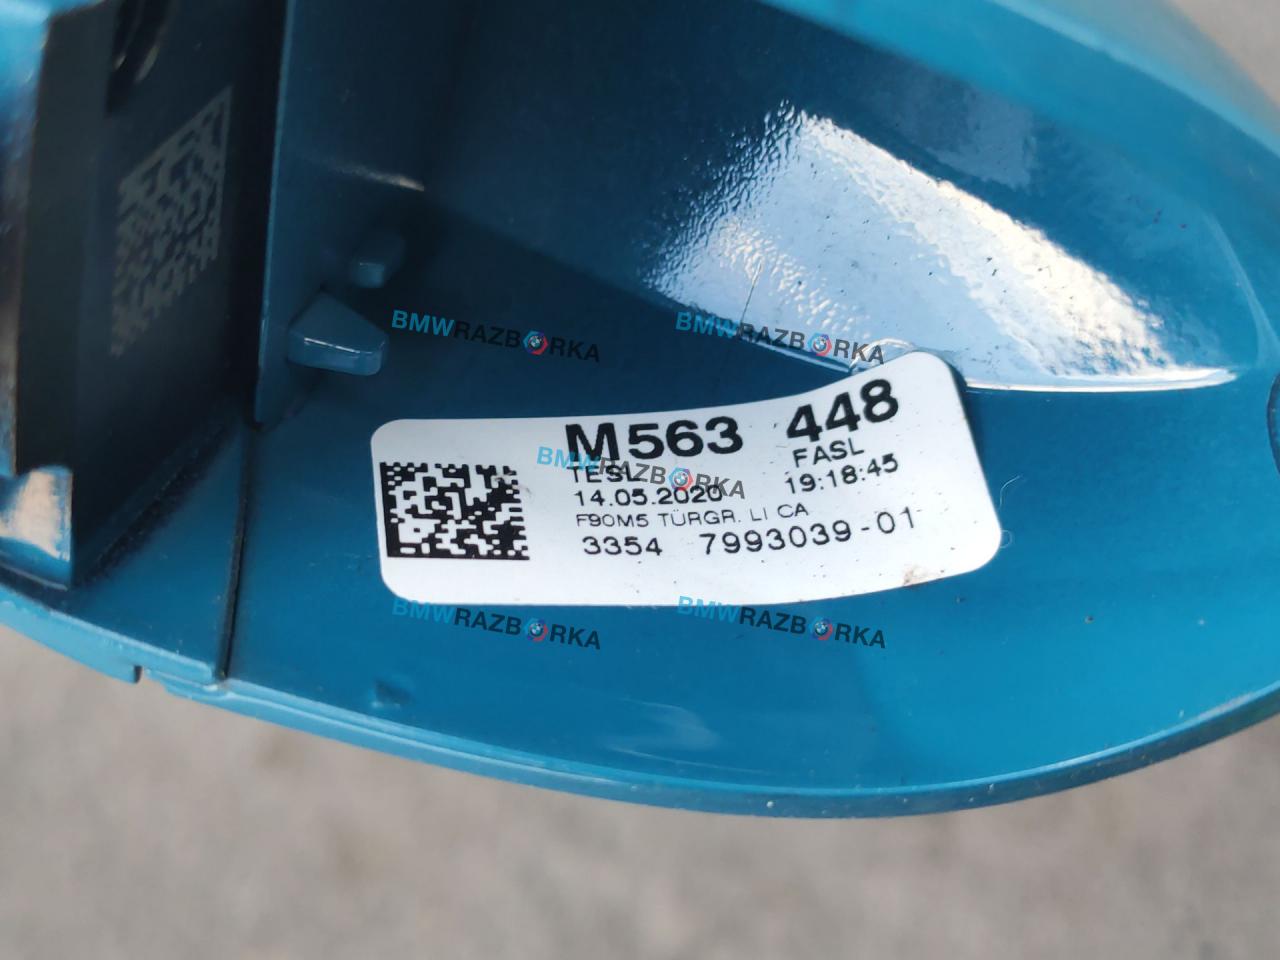 BMWRAZBORKA
BMWRAZBORKA
M563 448
TESL FASL
BMWRAZBORKA
14.05.2020 19:18:45
F90M5 TÜRGR. LI CA
3354 7993039-01
BMWRAZBORKA
BMWRAZBORKA